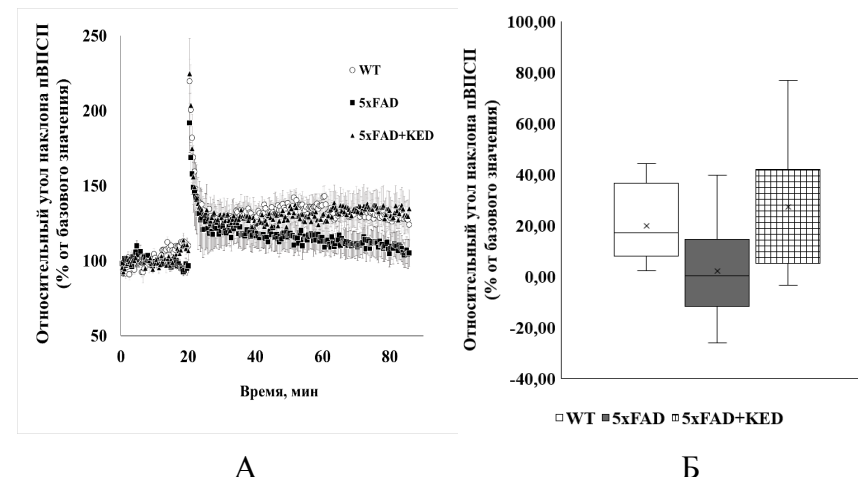 Относительный угол наклона пВПСП
(% от базового значения)
250
200
150
100
50
0
20
40
60
80
Время, мин
WT
5xFAD
5xFAD+KED
А
Относительный угол наклона пВПСП
(% от базового значения)
100,00
80,00
60,00
40,00
20,00
0,00
-20,00
-40,00
WT 5xFAD 5xFAD+KED
Б